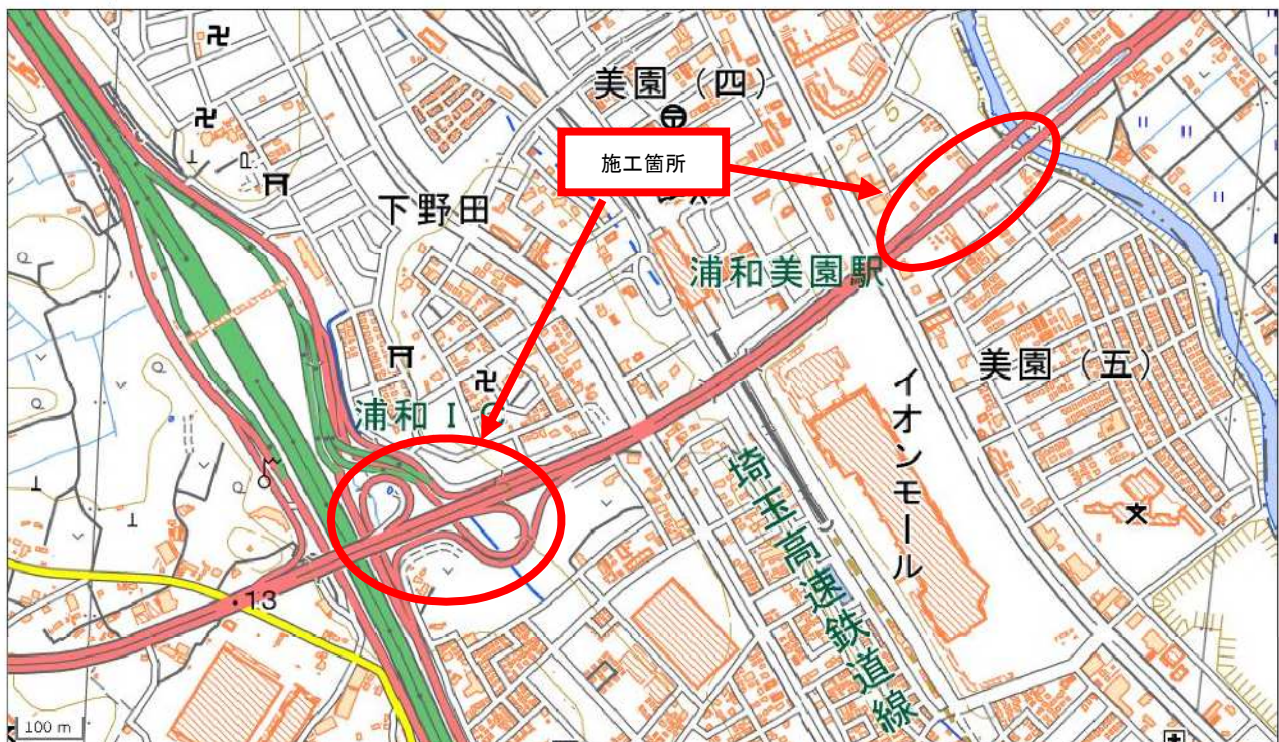 美園（四）
施工箇所
下野田
浦和美園駅
5
美園（五）
イオンモール
浦和ＩＣ
埼玉高速鉄道線
13
100 m